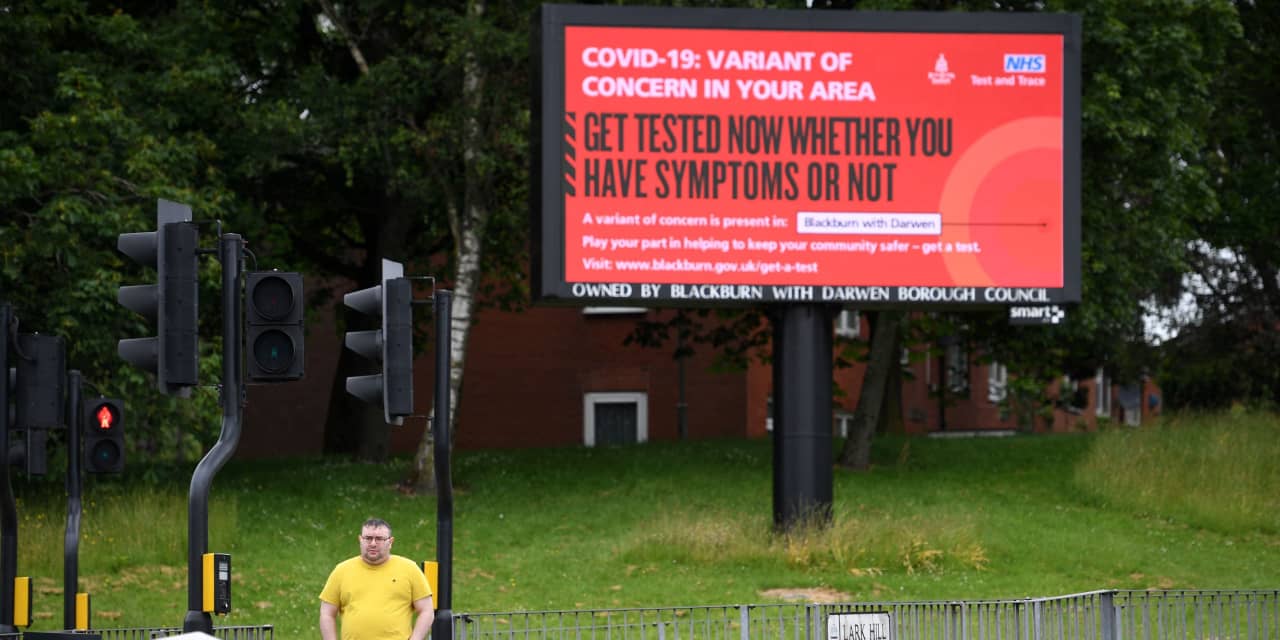 COVID-19: VARIANT OF
CONCERN IN YOUR AREA
NHS
Test and Trace
GET TESTED NOW WHETHER YOU
HAVE SYMPTOMS OR NOT
A variant of concern is present in: Blackburn with Darwen
Play your part in helping to keep your community safer – get a test.
Visit: www.blackburn.gov.uk/get-a-test
OWNED BY BLACKBURN WITH DARWEN BOROUGH COUNCIL
smart
LARK HILL